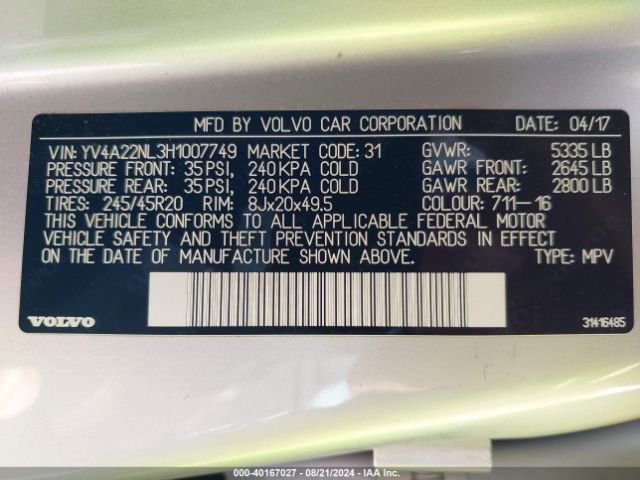 MFD BY VOLVO CAR CORPORATION DATE: 04/17
VIN: YV4A22NL3H1007749 MARKET CODE: 31 GVWR: 5335 LB
PRESSURE FRONT: 35 PSI, 240 KPA COLD GAWR FRONT: 2645 LB
PRESSURE REAR: 35 PSI, 240 KPA COLD GAWR REAR: 2800 LB
TIRES: 245/45R20 RIM: 8Jx20x49.5 COLOUR: 711-16
THIS VEHICLE CONFORMS TO ALL APPLICABLE FEDERAL MOTOR
VEHICLE SAFETY AND THEFT PREVENTION STANDARDS IN EFFECT
ON THE DATE OF MANUFACTURE SHOWN ABOVE. TYPE: MPV
VOLVO 31416485
000-40167027 - 08/21/2024 - IAAI.COM